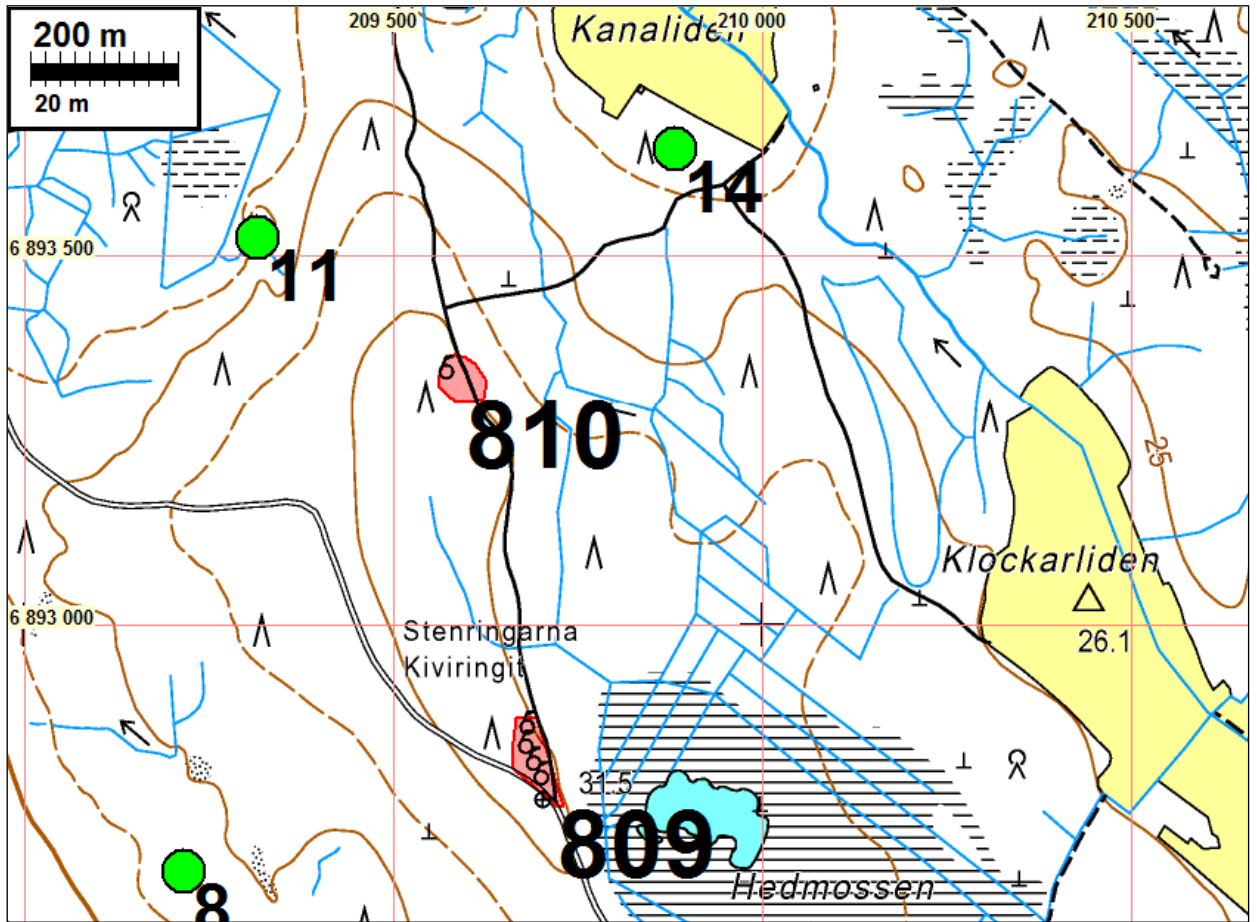 200 m
20 m
209 500
210 000
210 500
Kanaliden
14
6 893 500
11
810
25
Klockarliden
26.1
6 893 000
Stenringarna
Kiviringit
31.5
809
8
Hedmossen